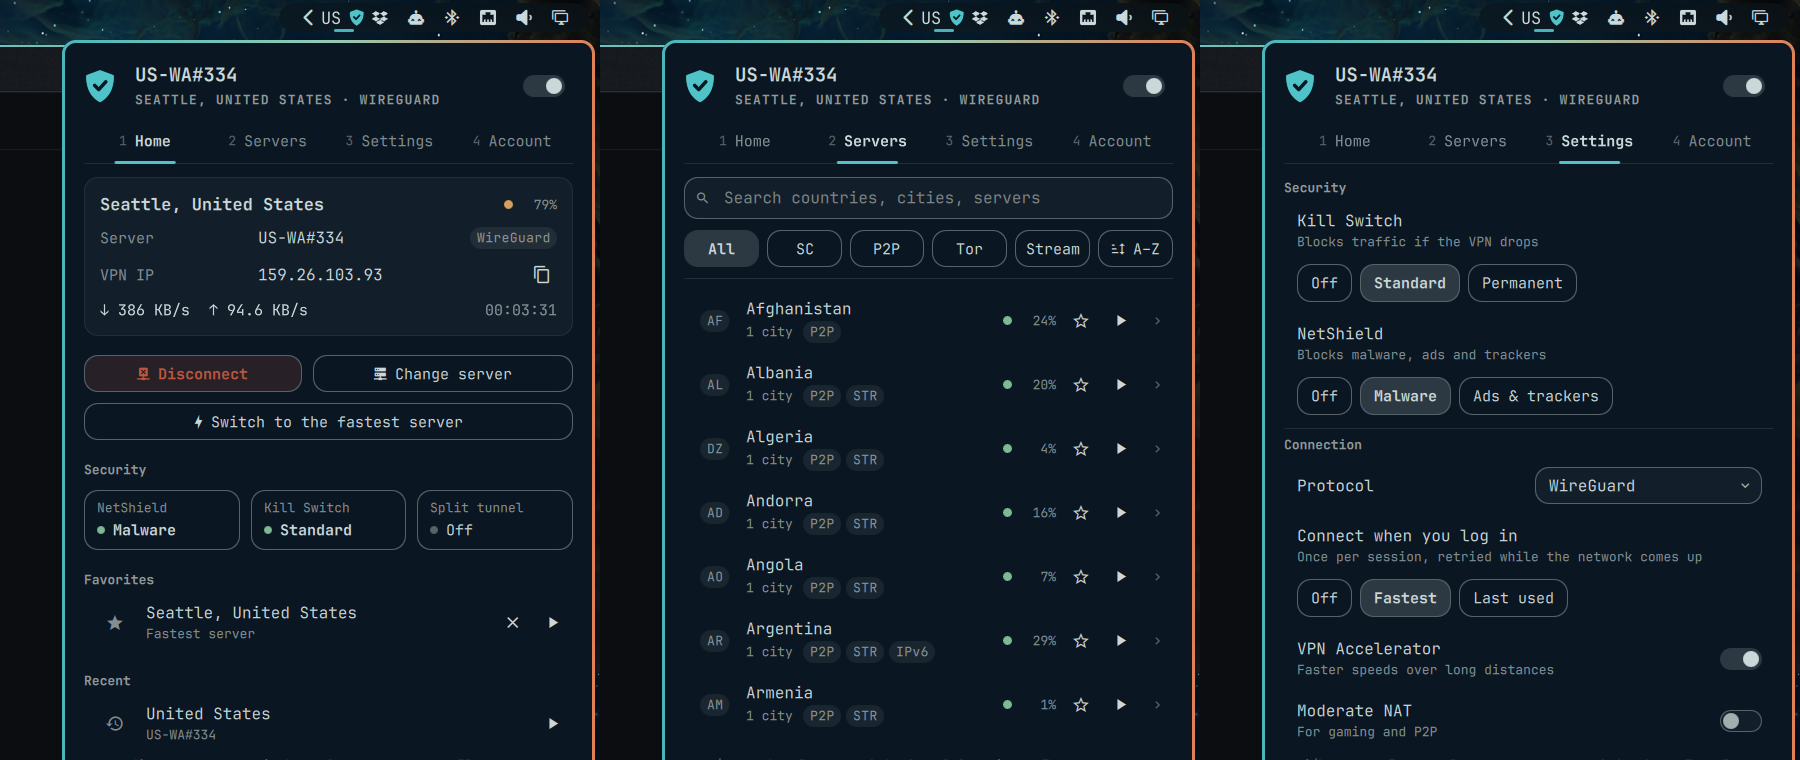 US
US-WA#334
SEATTLE, UNITED STATES · WIREGUARD
1 Home 2 Servers 3 Settings 4 Account
Seattle, United States 79%
Server US-WA#334 WireGuard
VPN IP 159.26.103.93
↓ 386 KB/s ↑ 94.6 KB/s 00:03:31
Disconnect Change server
Switch to the fastest server
Security
NetShield Kill Switch Split tunnel
Malware Standard Off
Favorites
Seattle, United States
Fastest server
Recent
United States
US-WA#334
US
US-WA#334
SEATTLE, UNITED STATES · WIREGUARD
1 Home 2 Servers 3 Settings 4 Account
Search countries, cities, servers
All SC P2P Tor Stream A-Z
AF Afghanistan 24%
1 city P2P
AL Albania 20%
1 city P2P STR
DZ Algeria 4%
1 city P2P STR
AD Andorra 16%
1 city P2P STR
AO Angola 7%
1 city P2P STR
AR Argentina 29%
1 city P2P STR IPv6
AM Armenia 1%
1 city P2P STR
US
US-WA#334
SEATTLE, UNITED STATES · WIREGUARD
1 Home 2 Servers 3 Settings 4 Account
Security
Kill Switch
Blocks traffic if the VPN drops
Off Standard Permanent
NetShield
Blocks malware, ads and trackers
Off Malware Ads & trackers
Connection
Protocol WireGuard
Connect when you log in
Once per session, retried while the network comes up
Off Fastest Last used
VPN Accelerator
Faster speeds over long distances
Moderate NAT
For gaming and P2P